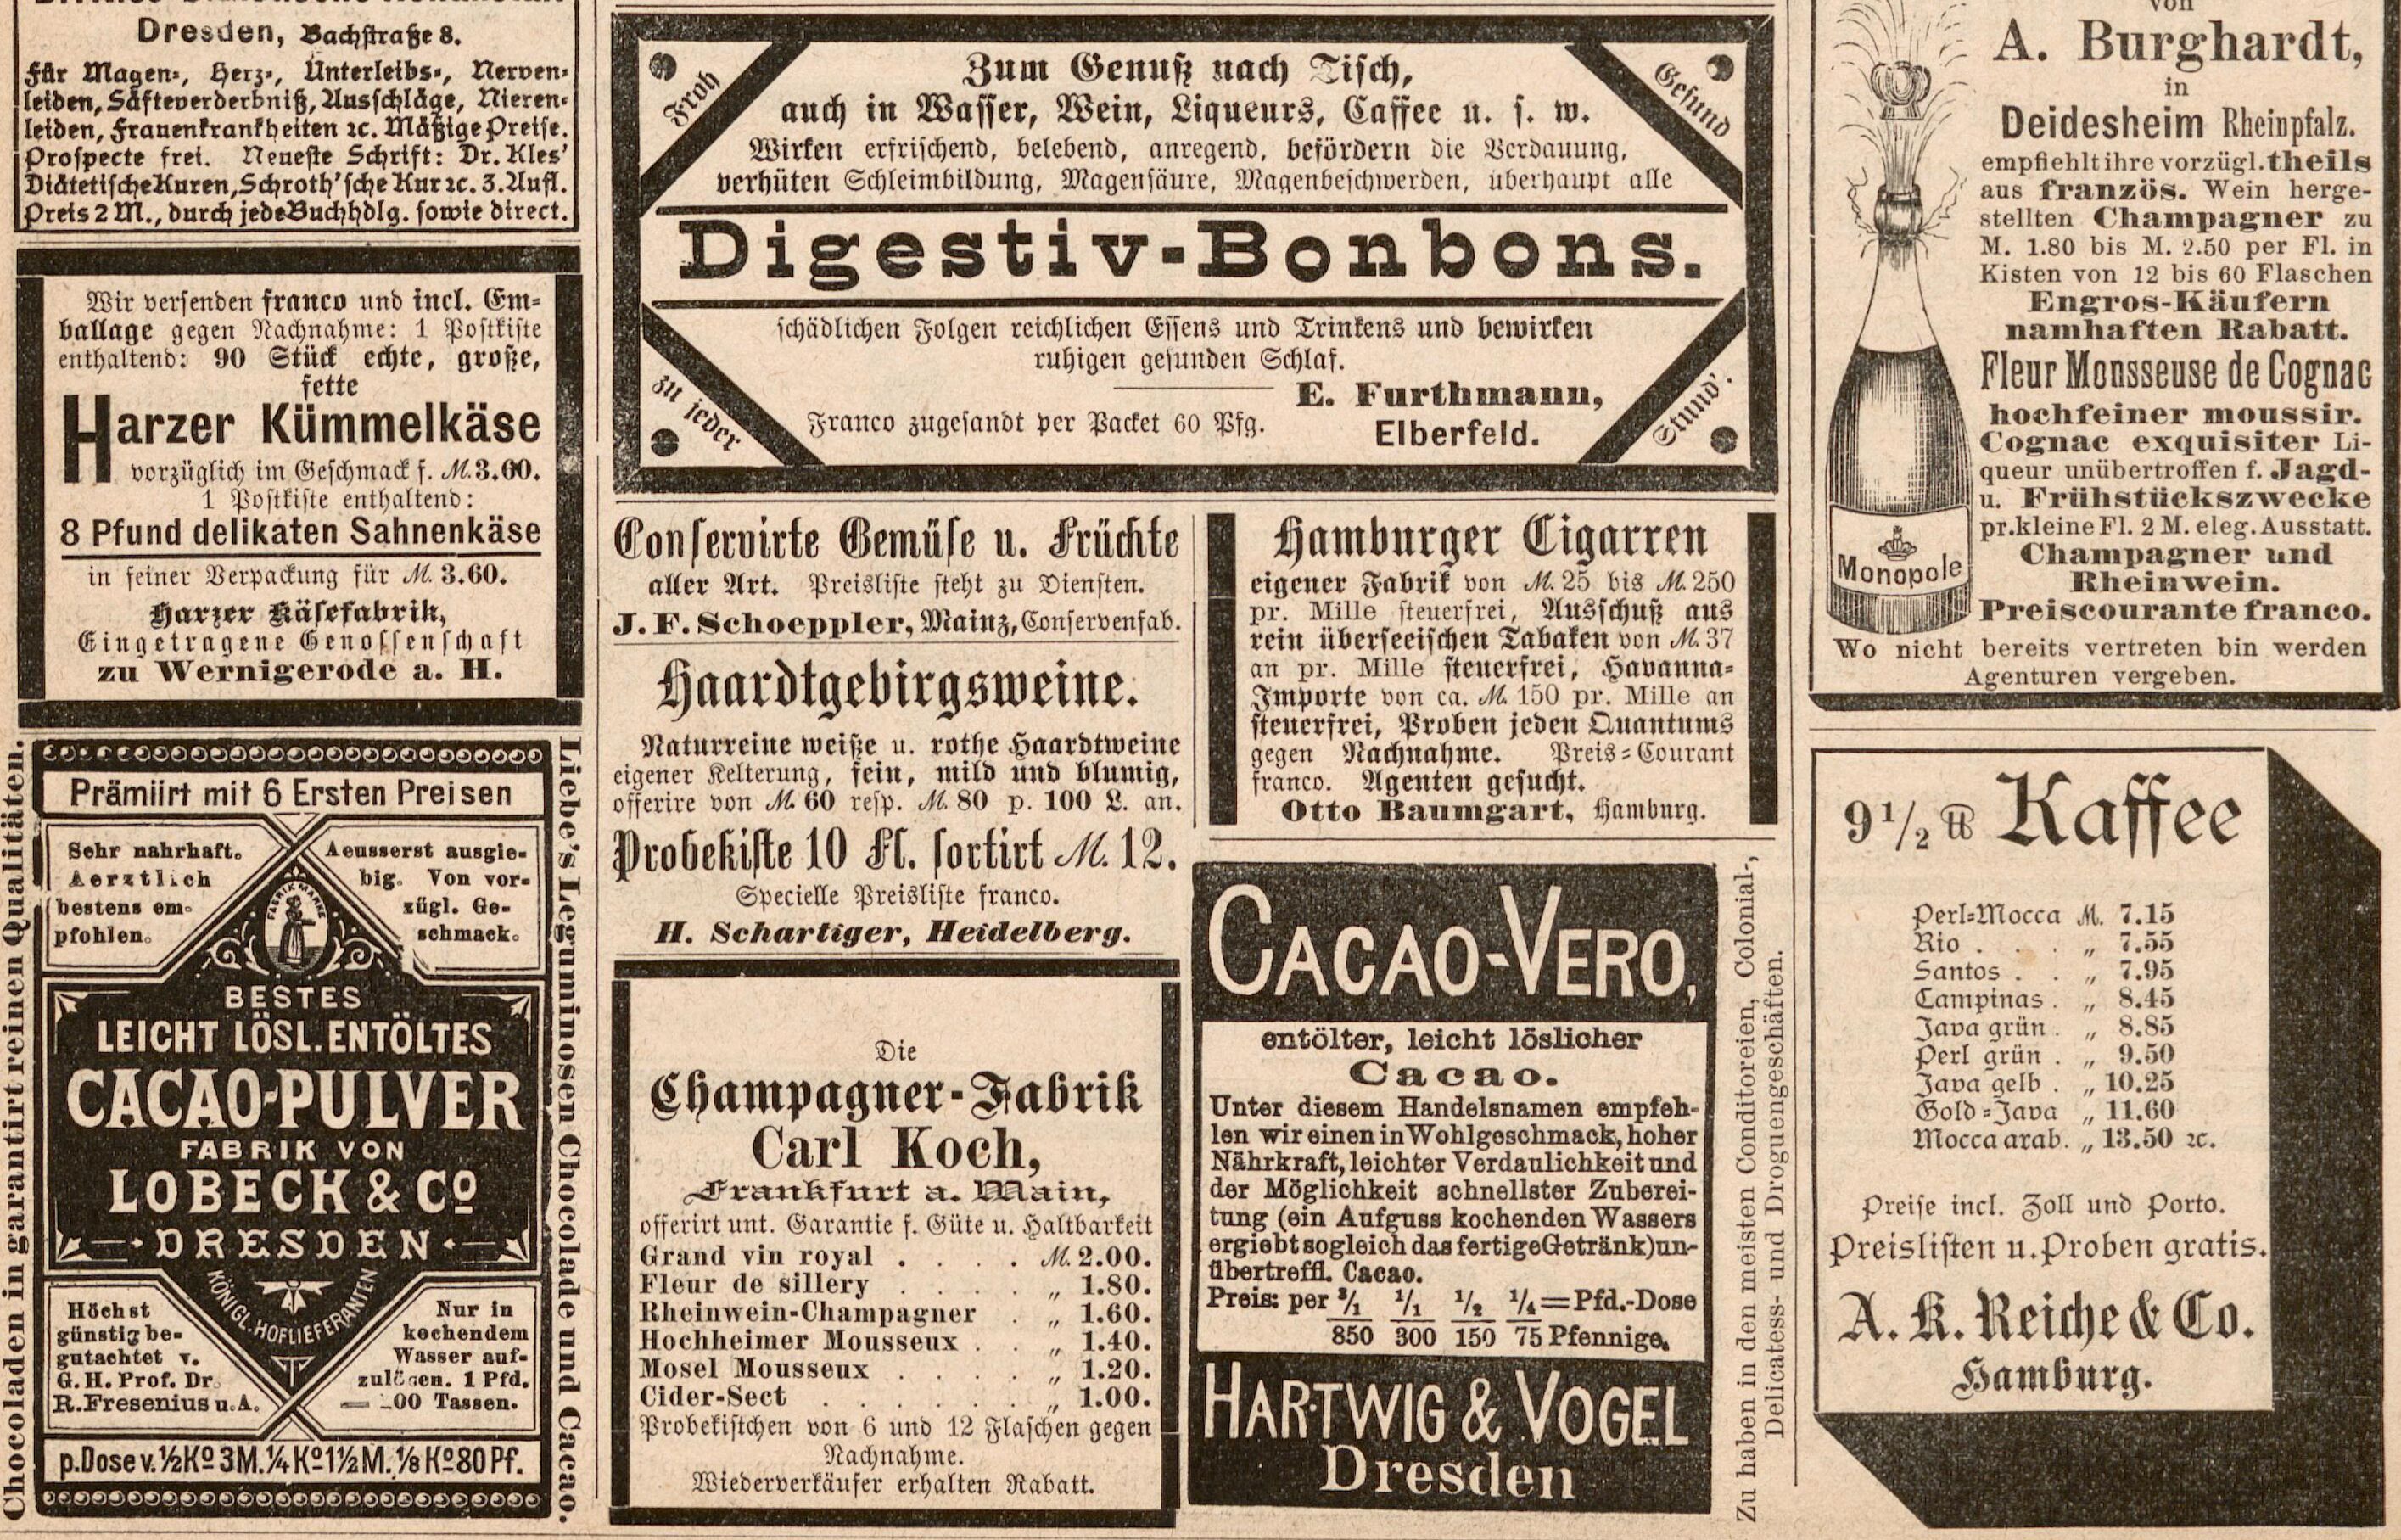 Dresden, Bachstraße 8.
Für Magen-, Herz-, Unterleibs-, Nerven-
leiden, Säfteverderbniß, Ausschläge, Nieren-
leiden, Frauenkrankheiten ꝛc. Mäßige Preise.
Prospecte frei. Neueste Schrift: Dr. Kles'
Diätetische Kuren, Schroth'sche Kur ꝛc. 3. Aufl.
Preis 2 M., durch jede Buchhdlg. sowie direct.
Wir versenden franco und incl. Em-
ballage gegen Nachnahme: 1 Postkiste
enthaltend: 90 Stück echte, große,
fette
Harzer Kümmelkäse
vorzüglich im Geschmack f. M. 3.60.
1 Postkiste enthaltend:
8 Pfund delikaten Sahnenkäse
in feiner Verpackung für M. 3.60.
Harzer Käsefabrik,
Eingetragene Genossenschaft
zu Wernigerode a. H.
Chocoladen in garantirt reinen Qualitäten.
Prämiirt mit 6 Ersten Preisen
Sehr nahrhaft.
Aerztlich
bestens em-
pfohlen.
Aeusserst ausgie-
big. Von vor-
zügl. Ge-
schmack.
FABRIK MARKE
BESTES
LEICHT LÖSL. ENTÖLTES
CACAO-PULVER
FABRIK VON
LOBECK & Co
DRESDEN
KÖNIGL. HOFLIEFERANTEN
Höchst
günstig be-
gutachtet v.
G. H. Prof. Dr.
R. Fresenius u. A.
Nur in
kochendem
Wasser auf-
zulösen. 1 Pfd.
= 00 Tassen.
p. Dose v. ½ Ko 3 M. ¼ Ko 1½ M. ⅛ Ko 80 Pf.
Liebe's Leguminosen Chocolade und Cacao.
Froh
Gesund
zu jeder
Stund'.
Zum Genuß nach Tisch,
auch in Wasser, Wein, Liqueurs, Caffee u. s. w.
Wirken erfrischend, belebend, anregend, befördern die Verdauung,
verhüten Schleimbildung, Magensäure, Magenbeschwerden, überhaupt alle
Digestiv-Bonbons.
schädlichen Folgen reichlichen Essens und Trinkens und bewirken
ruhigen gesunden Schlaf.
E. Furthmann,
Franco zugesandt per Packet 60 Pfg.
Elberfeld.
Conservirte Gemüse u. Früchte
aller Art. Preisliste steht zu Diensten.
J. F. Schoeppler, Mainz, Conservenfab.
Haardtgebirgsweine.
Naturreine weiße u. rothe Haardtweine
eigener Kelterung, fein, mild und blumig,
offerire von M. 60 resp. M. 80 p. 100 L. an.
Probekiste 10 Fl. sortirt M. 12.
Specielle Preisliste franco.
H. Schartiger, Heidelberg.
Die
Champagner-Fabrik
Carl Koch,
Frankfurt a. Main,
offerirt unt. Garantie f. Güte u. Haltbarkeit
Grand vin royal . . . . M. 2.00.
Fleur de sillery . . . . „ 1.80.
Rheinwein-Champagner . „ 1.60.
Hochheimer Mousseux . . „ 1.40.
Mosel Mousseux . . . . „ 1.20.
Cider-Sect . . . . . . „ 1.00.
Probekistchen von 6 und 12 Flaschen gegen
Nachnahme.
Wiederverkäufer erhalten Rabatt.
Hamburger Cigarren
eigener Fabrik von M. 25 bis M. 250
pr. Mille steuerfrei, Ausschuß aus
rein überseeischen Tabaken von M. 37
an pr. Mille steuerfrei, Havanna-
Importe von ca. M. 150 pr. Mille an
steuerfrei, Proben jeden Quantums
gegen Nachnahme. Preis-Courant
franco. Agenten gesucht.
Otto Baumgart, Hamburg.
CACAO-VERO,
entölter, leicht löslicher
Cacao.
Unter diesem Handelsnamen empfeh-
len wir einen in Wohlgeschmack, hoher
Nährkraft, leichter Verdaulichkeit und
der Möglichkeit schnellster Zuberei-
tung (ein Aufguss kochenden Wassers
ergiebt sogleich das fertige Getränk) un-
übertreffl. Cacao.
Preis: per 3/1 1/1 1/2 1/4 = Pfd.-Dose
850 300 150 75 Pfennige.
HARTWIG & VOGEL
Dresden
Zu haben in den meisten Conditoreien, Colonial-,
Delicatess- und Droguengeschäften.
von
A. Burghardt,
in
Deidesheim Rheinpfalz.
empfiehlt ihre vorzügl. theils
aus französ. Wein herge-
stellten Champagner zu
M. 1.80 bis M. 2.50 per Fl. in
Kisten von 12 bis 60 Flaschen
Engros-Käufern
namhaften Rabatt.
Fleur Monsseuse de Cognac
hochfeiner moussir.
Cognac exquisiter Li-
queur unübertroffen f. Jagd-
u. Frühstückszwecke
pr. kleine Fl. 2 M. eleg. Ausstatt.
Champagner und
Rheinwein.
Preiscourante franco.
Monopole
Wo nicht bereits vertreten bin werden
Agenturen vergeben.
9½ ℔ Kaffee
Perl-Mocca M. 7.15
Rio . . . „ 7.55
Santos . . „ 7.95
Campinas . „ 8.45
Java grün . „ 8.85
Perl grün . „ 9.50
Java gelb . „ 10.25
Gold-Java „ 11.60
Mocca arab. „ 13.50 ꝛc.
Preise incl. Zoll und Porto.
Preislisten u. Proben gratis.
A. K. Reiche & Co.
Hamburg.